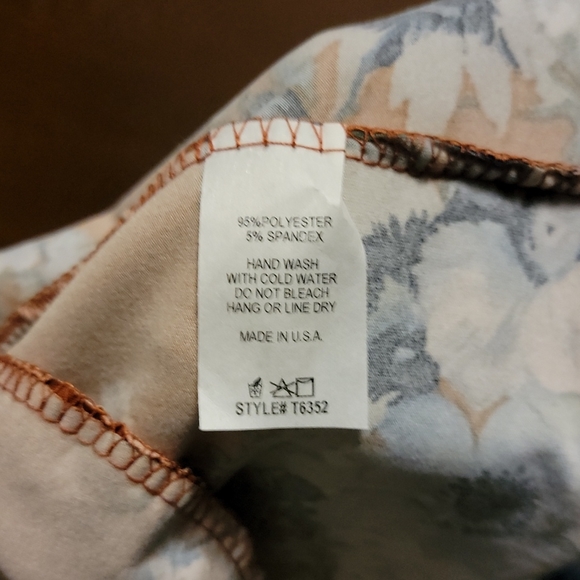 95%POLYESTER
5% SPANDEX
HAND WASH
WITH COLD WATER
DO NOT BLEACH
HANG OR LINE DRY
MADE IN U.S.A.
STYLE# T6352